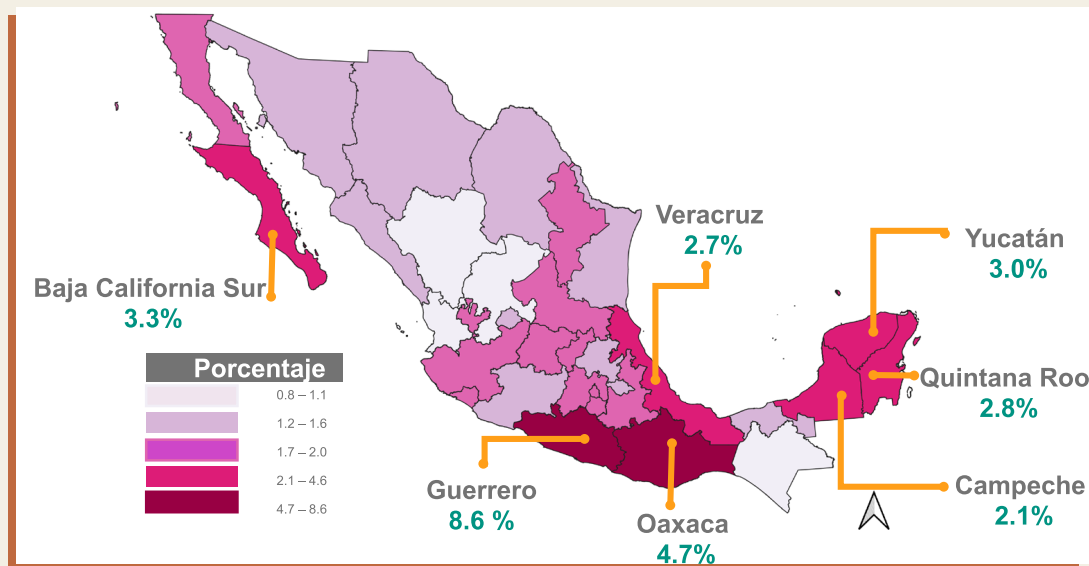 Veracruz
2.7%
Yucatán
3.0%
Baja California Sur
3.3%
Porcentaje
0.8 – 1.1
1.2 – 1.6
1.7 – 2.0
2.1 – 4.6
4.7 – 8.6
Quintana Roo
2.8%
Guerrero
8.6 %
Oaxaca
4.7%
Campeche
2.1%